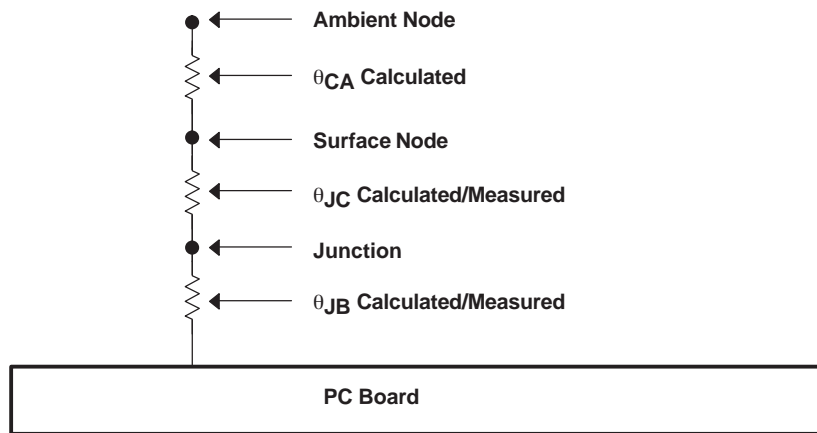 Ambient Node
θCA Calculated
Surface Node
θJC Calculated/Measured
Junction
θJB Calculated/Measured
PC Board